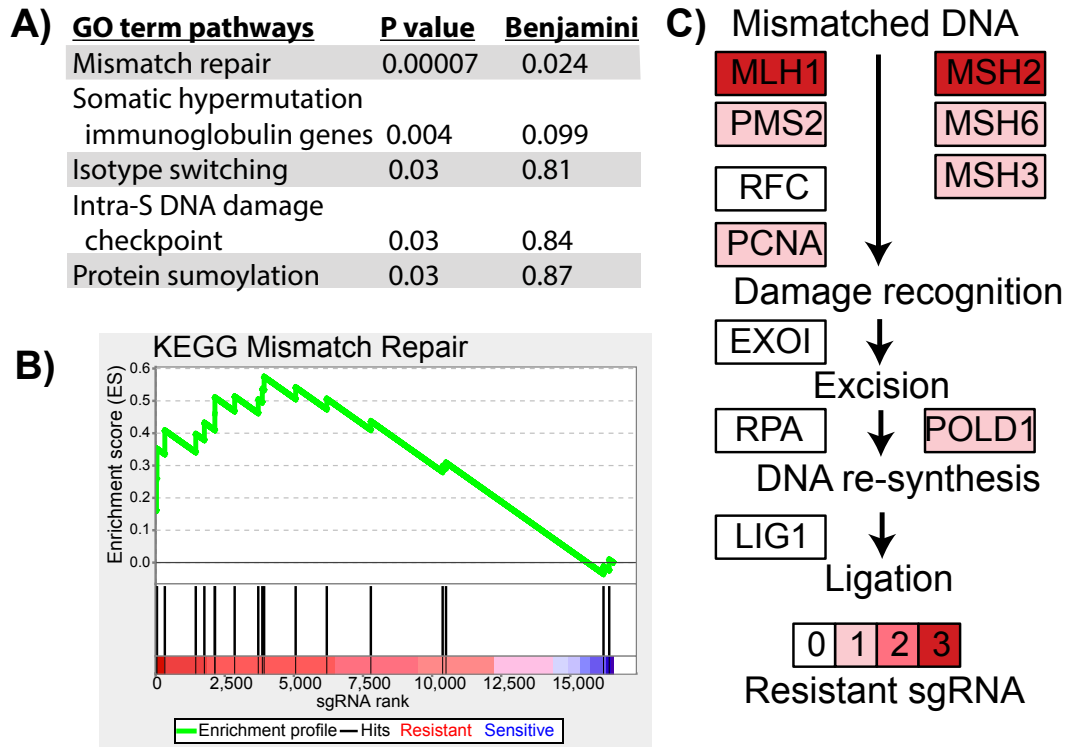 A)
GO term pathways P value Benjamini
Mismatch repair 0.00007 0.024
Somatic hypermutation
immunoglobulin genes 0.004 0.099
Isotype switching 0.03 0.81
Intra-S DNA damage
checkpoint 0.03 0.84
Protein sumoylation 0.03 0.87
B)
KEGG Mismatch Repair
Enrichment score (ES)
0.6
0.5
0.4
0.3
0.2
0.1
0.0
0 2,500 5,000 7,500 10,000 12,500 15,000
sgRNA rank
Enrichment profile Hits Resistant Sensitive
C)
Mismatched DNA
MLH1 MSH2
PMS2 MSH6
RFC MSH3
PCNA
Damage recognition
EXOI
Excision
RPA POLD1
DNA re-synthesis
LIG1
Ligation
0 1 2 3
Resistant sgRNA